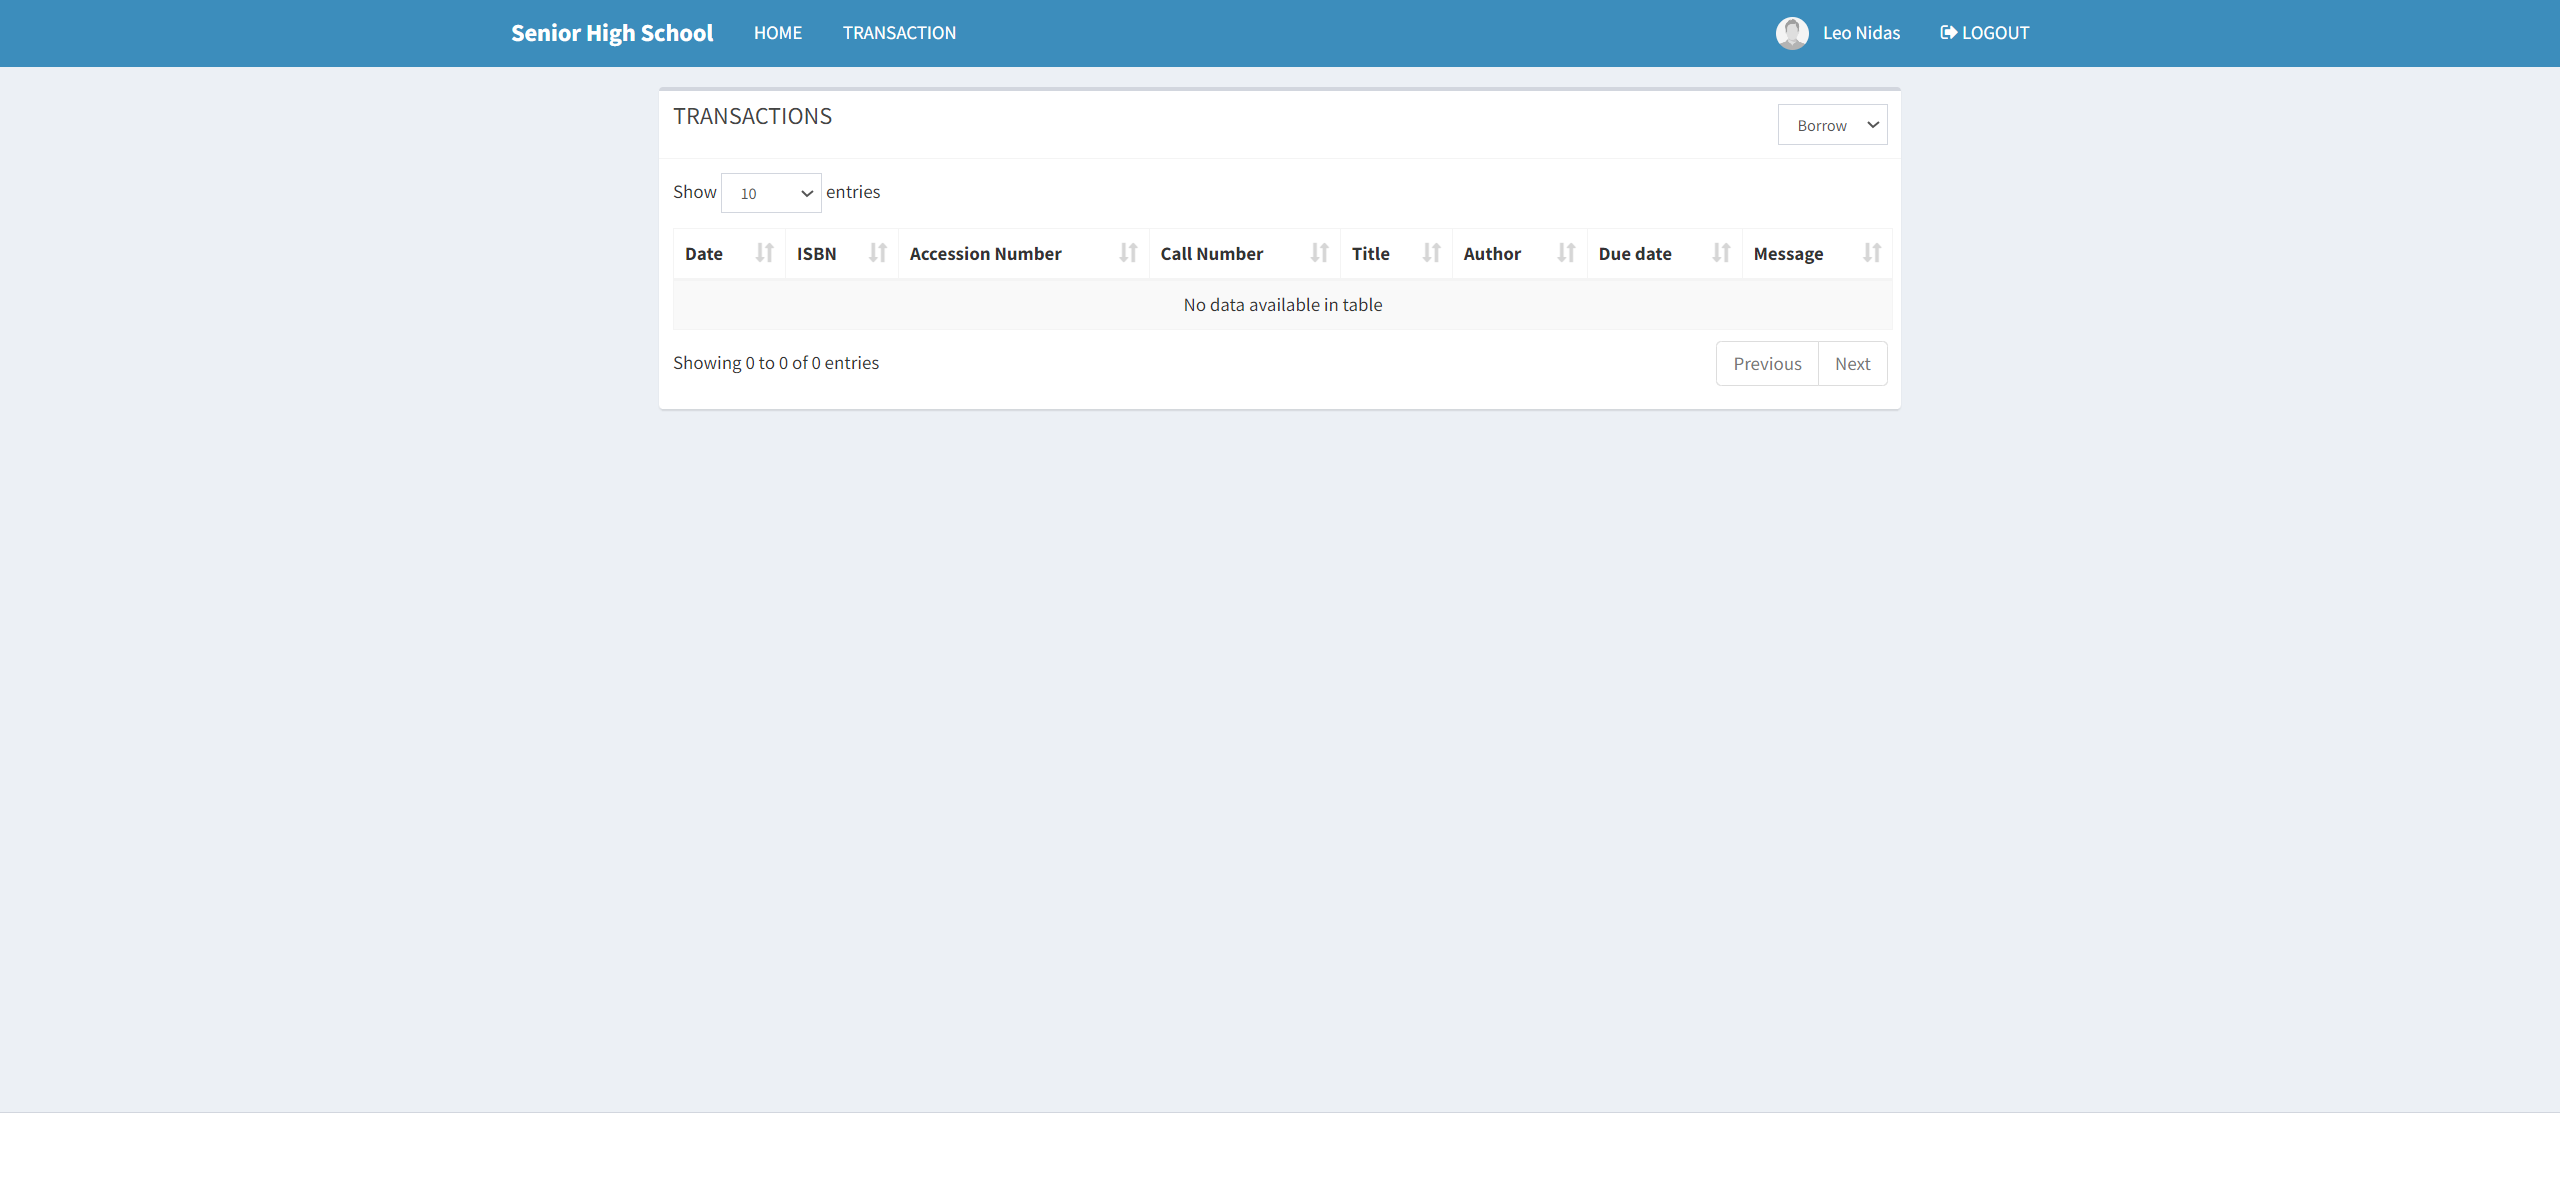 Senior High School HOME TRANSACTION Leo Nidas LOGOUT
TRANSACTIONS Borrow
Show 10 entries
Date ISBN Accession Number Call Number Title Author Due date Message
No data available in table
Showing 0 to 0 of 0 entries Previous Next